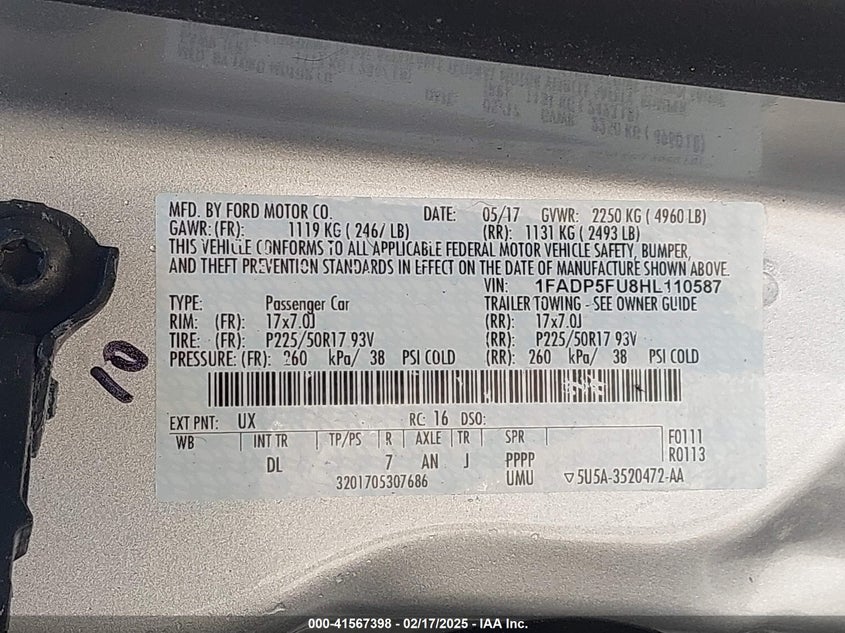 MFD. BY FORD MOTOR CO. DATE: 05/17 GVWR: 2250 KG ( 4960 LB)
GAWR: (FR): 1119 KG ( 246/ LB) (RR): 1131 KG ( 2493 LB)
THIS VEHICLE CONFORMS TO ALL APPLICABLE FEDERAL MOTOR VEHICLE SAFETY, BUMPER,
AND THEFT PREVENTION STANDARDS IN EFFECT ON THE DATE OF MANUFACTURE SHOWN ABOVE.
VIN: 1FADP5FU8HL110587
TYPE: Passenger Car TRAILER TOWING - SEE OWNER GUIDE
RIM: (FR): 17x7.0J (RR): 17x7.0J
TIRE: (FR): P225/50R17 93V (RR): P225/50R17 93V
PRESSURE: (FR): 260 kPa/ 38 PSI COLD (RR): 260 kPa/ 38 PSI COLD
EXT PNT: UX RC: 16 DSO:
WB INT TR TP/PS R AXLE TR SPR F0111
DL 7 AN J PPPP R0113
3201705307686 UMU ▽5U5A-3520472-AA
10
000-41567398 - 02/17/2025 - IAA Inc.